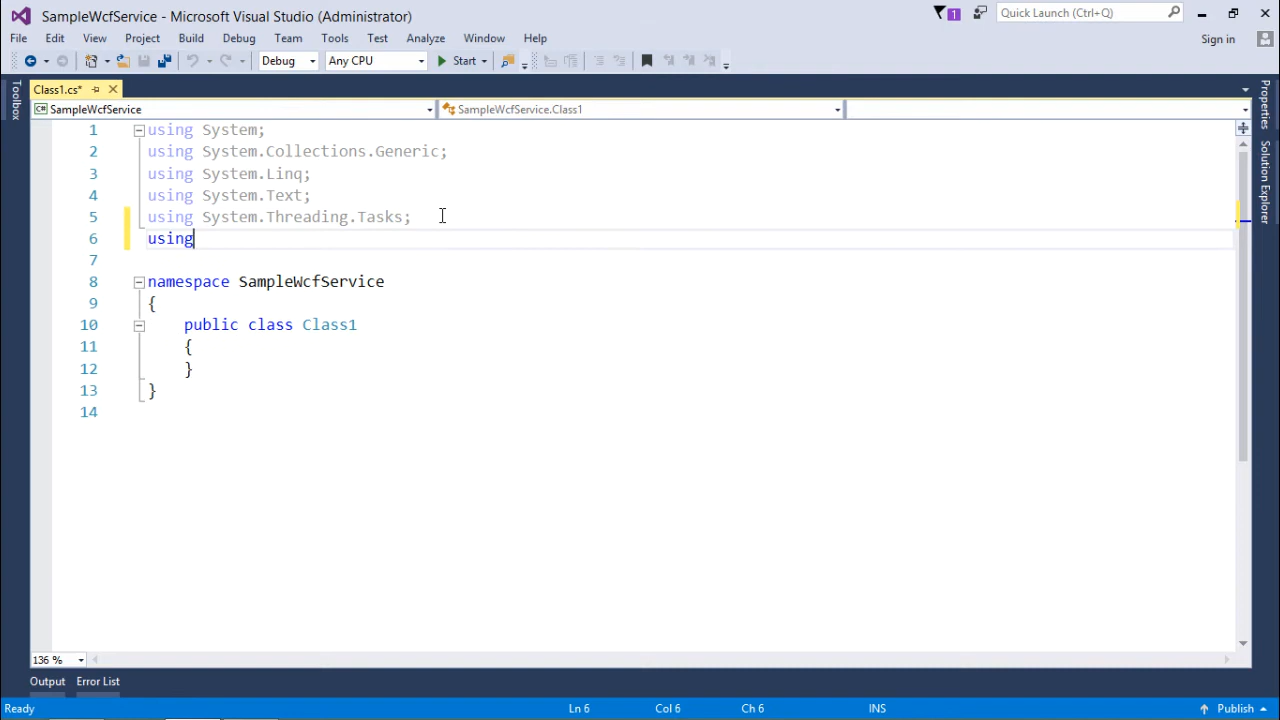 SampleWcfService - Microsoft Visual Studio (Administrator)
1
Quick Launch (Ctrl+Q)
File Edit View Project Build Debug Team Tools Test Analyze Window Help
Sign in
Debug Any CPU Start
Toolbox
Class1.cs*
Properties
Solution Explorer
C# SampleWcfService SampleWcfService.Class1
1 using System;
2 using System.Collections.Generic;
3 using System.Linq;
4 using System.Text;
5 using System.Threading.Tasks;
6 using
7
8 namespace SampleWcfService
9 {
10 public class Class1
11 {
12 }
13 }
14
136 %
Output Error List
Ready Ln 6 Col 6 Ch 6 INS Publish